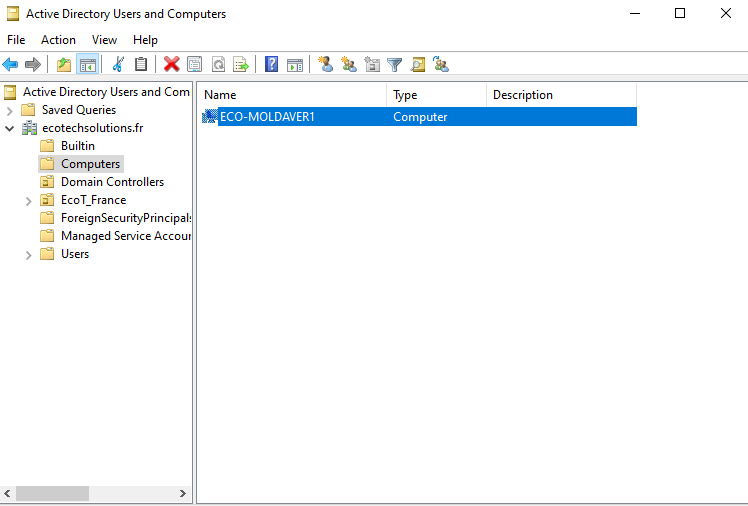 Active Directory Users and Computers
File Action View Help
Active Directory Users and Com
Saved Queries
ecotechsolutions.fr
Builtin
Computers
Domain Controllers
EcoT_France
ForeignSecurityPrincipals
Managed Service Accour
Users
Name Type Description
ECO-MOLDAVER1 Computer